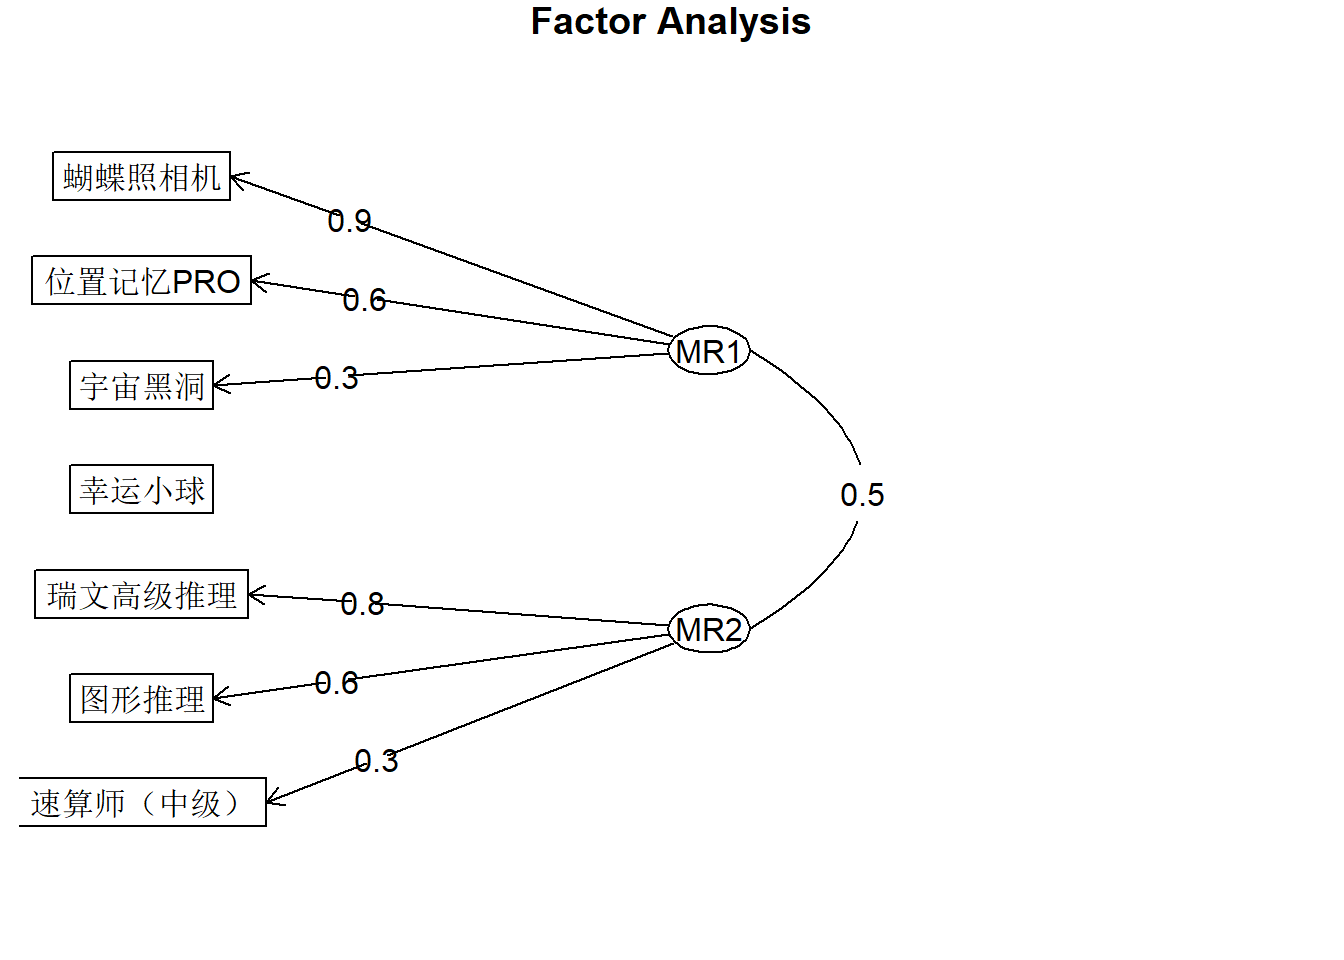 Factor Analysis
蝴蝶照相机
0.9
位置记忆PRO
0.6
MR1
宇宙黑洞
0.3
幸运小球
0.5
瑞文高级推理
0.8
MR2
图形推理
0.6
0.3
速算师（中级）